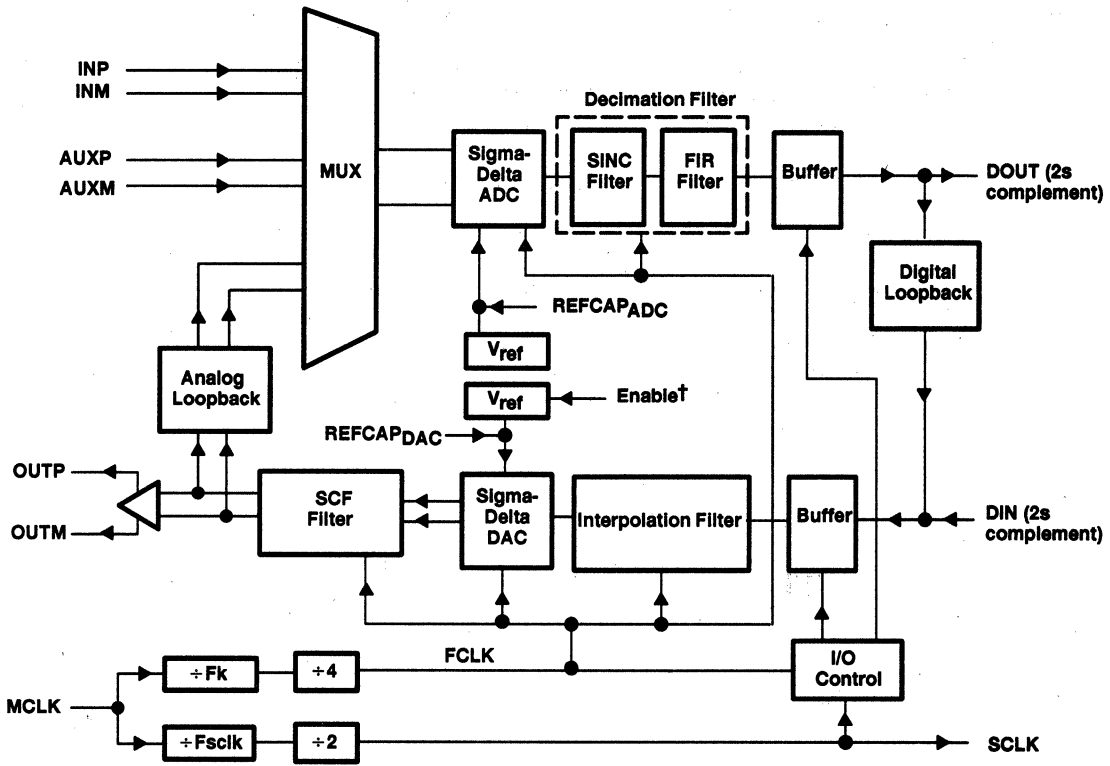 Decimation Filter
INP
INM
AUXP
AUXM
MUX
Sigma-
Delta
ADC
SINC
Filter
FIR
Filter
Buffer
DOUT (2s
complement)
Digital
Loopback
REFCAPADC
Vref
Analog
Loopback
Vref
Enable†
REFCAPDAC
OUTP
OUTM
SCF
Filter
Sigma-
Delta
DAC
Interpolation Filter
Buffer
DIN (2s
complement)
FCLK
I/O
Control
MCLK
÷Fk
÷4
÷Fsclk
÷2
SCLK